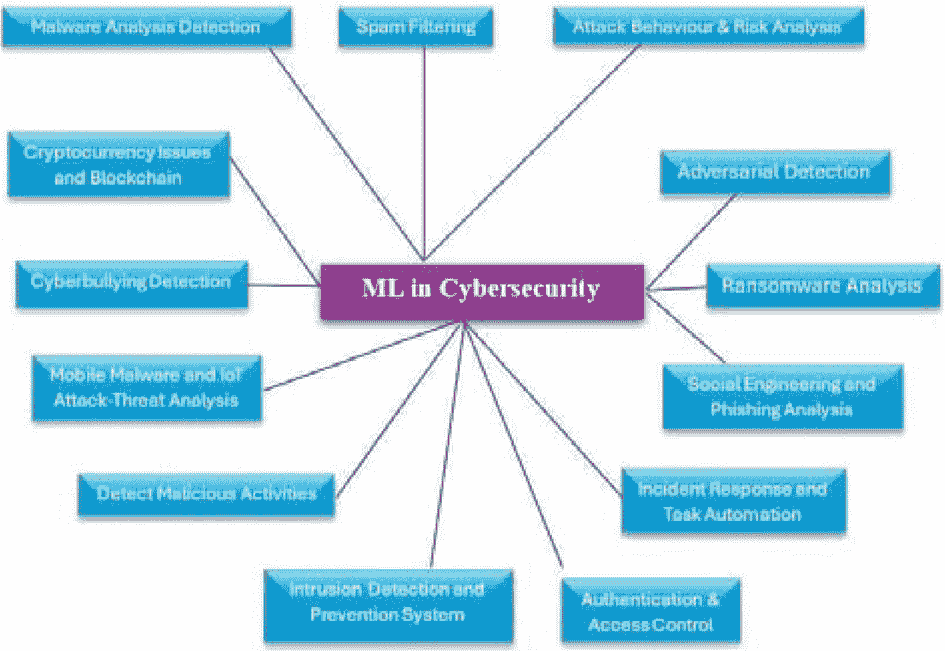 Malware Analysis Detection
Spam Filtering
Attack Behaviour & Risk Analysis
Cryptocurrency Issues
and Blockchain
Adversarial Detection
Cyberbullying Detection
ML in Cybersecurity
Ransomware Analysis
Mobile Malware and IoT
Attack-Threat Analysis
Social Engineering and
Phishing Analysis
Detect Malicious Activities
Incident Response and
Task Automation
Intrusion Detection and
Prevention System
Authentication &
Access Control